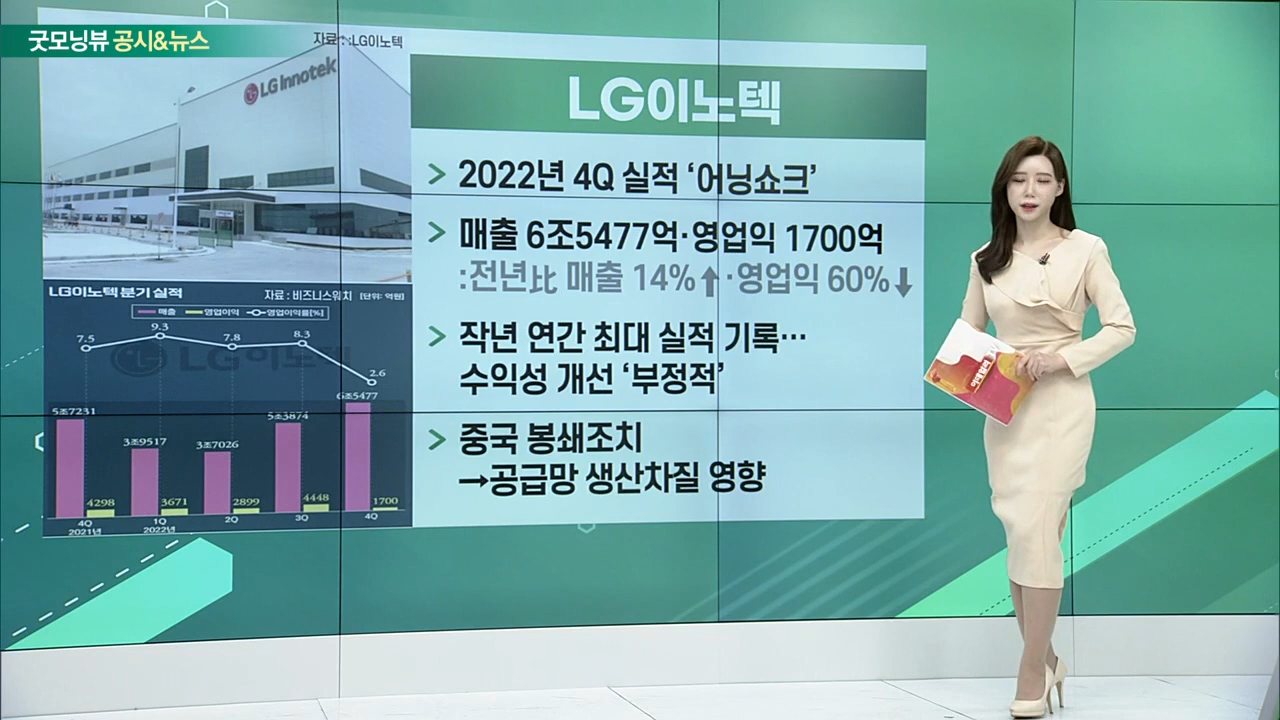 굿모닝뷰 공시&뉴스
자료 : LG이노텍
LG Innotek
LG이노텍
2022년 4Q 실적 ‘어닝쇼크’
매출 6조5477억·영업익 1700억
:전년比 매출 14%↑·영업익 60%↓
작년 연간 최대 실적 기록…
수익성 개선 ‘부정적’
중국 봉쇄조치
→공급망 생산차질 영향
LG이노텍 분기 실적
자료 : 비즈니스워치 [단위: 억원]
매출 영업이익 영업이익률[%]
7.5 9.3 7.8 8.3 2.6
LG이노텍
5조7231 3조9517 3조7026 5조3874 6조5477
4298 3671 2899 4448 1700
4Q 1Q 2Q 3Q 4Q
2021년 2022년
이데일리